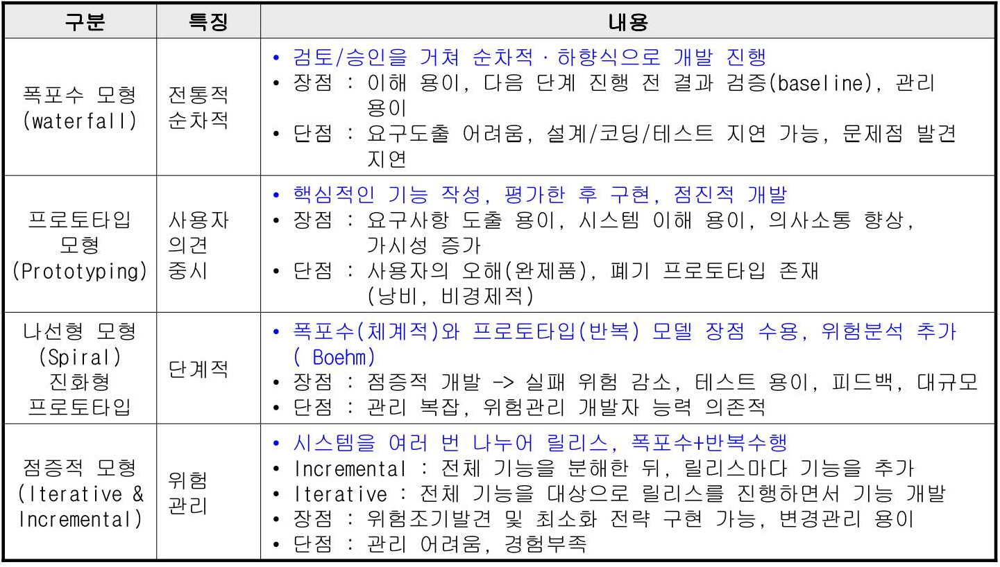 구분 특징 내용
폭포수 모형
(waterfall)
전통적
순차적
• 검토/승인을 거쳐 순차적·하향식으로 개발 진행
• 장점 : 이해 용이, 다음 단계 진행 전 결과 검증(baseline), 관리
용이
• 단점 : 요구도출 어려움, 설계/코딩/테스트 지연 가능, 문제점 발견
지연
프로토타입
모형
(Prototyping)
사용자
의견
중시
• 핵심적인 기능 작성, 평가한 후 구현, 점진적 개발
• 장점 : 요구사항 도출 용이, 시스템 이해 용이, 의사소통 향상,
가시성 증가
• 단점 : 사용자의 오해(완제품), 폐기 프로토타입 존재
(낭비, 비경제적)
나선형 모형
(Spiral)
진화형
프로토타입
단계적
• 폭포수(체계적)와 프로토타입(반복) 모델 장점 수용, 위험분석 추가
( Boehm)
• 장점 : 점증적 개발 -> 실패 위험 감소, 테스트 용이, 피드백, 대규모
• 단점 : 관리 복잡, 위험관리 개발자 능력 의존적
점증적 모형
(Iterative &
Incremental)
위험
관리
• 시스템을 여러 번 나누어 릴리스, 폭포수+반복수행
• Incremental : 전체 기능을 분해한 뒤, 릴리스마다 기능을 추가
• Iterative : 전체 기능을 대상으로 릴리스를 진행하면서 기능 개발
• 장점 : 위험조기발견 및 최소화 전략 구현 가능, 변경관리 용이
• 단점 : 관리 어려움, 경험부족